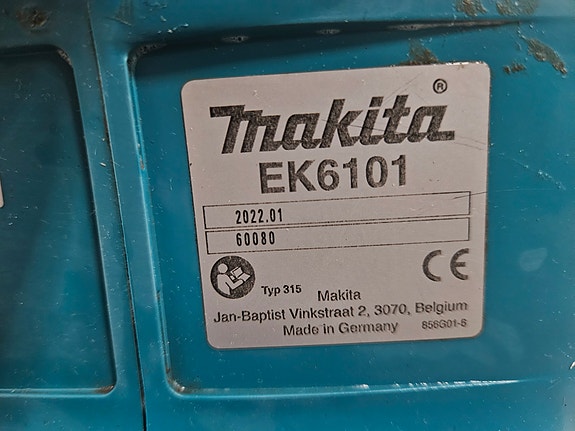 makita®
EK6101
2022.01
60080
Typ 315
Makita
Jan-Baptist Vinkstraat 2, 3070, Belgium
Made in Germany
856G01-6
CE